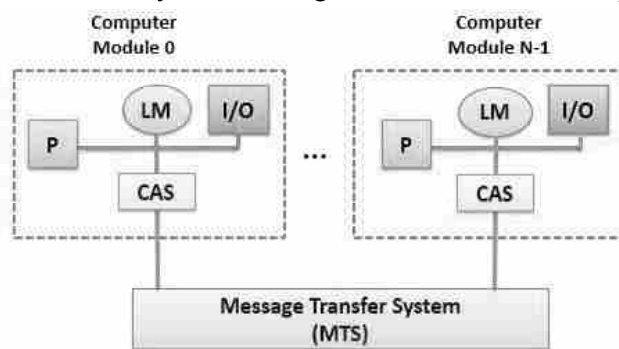 Computer
Module 0
Computer
Module N-1
LM
I/O
P
CAS
...
LM
I/O
P
CAS
Message Transfer System
(MTS)